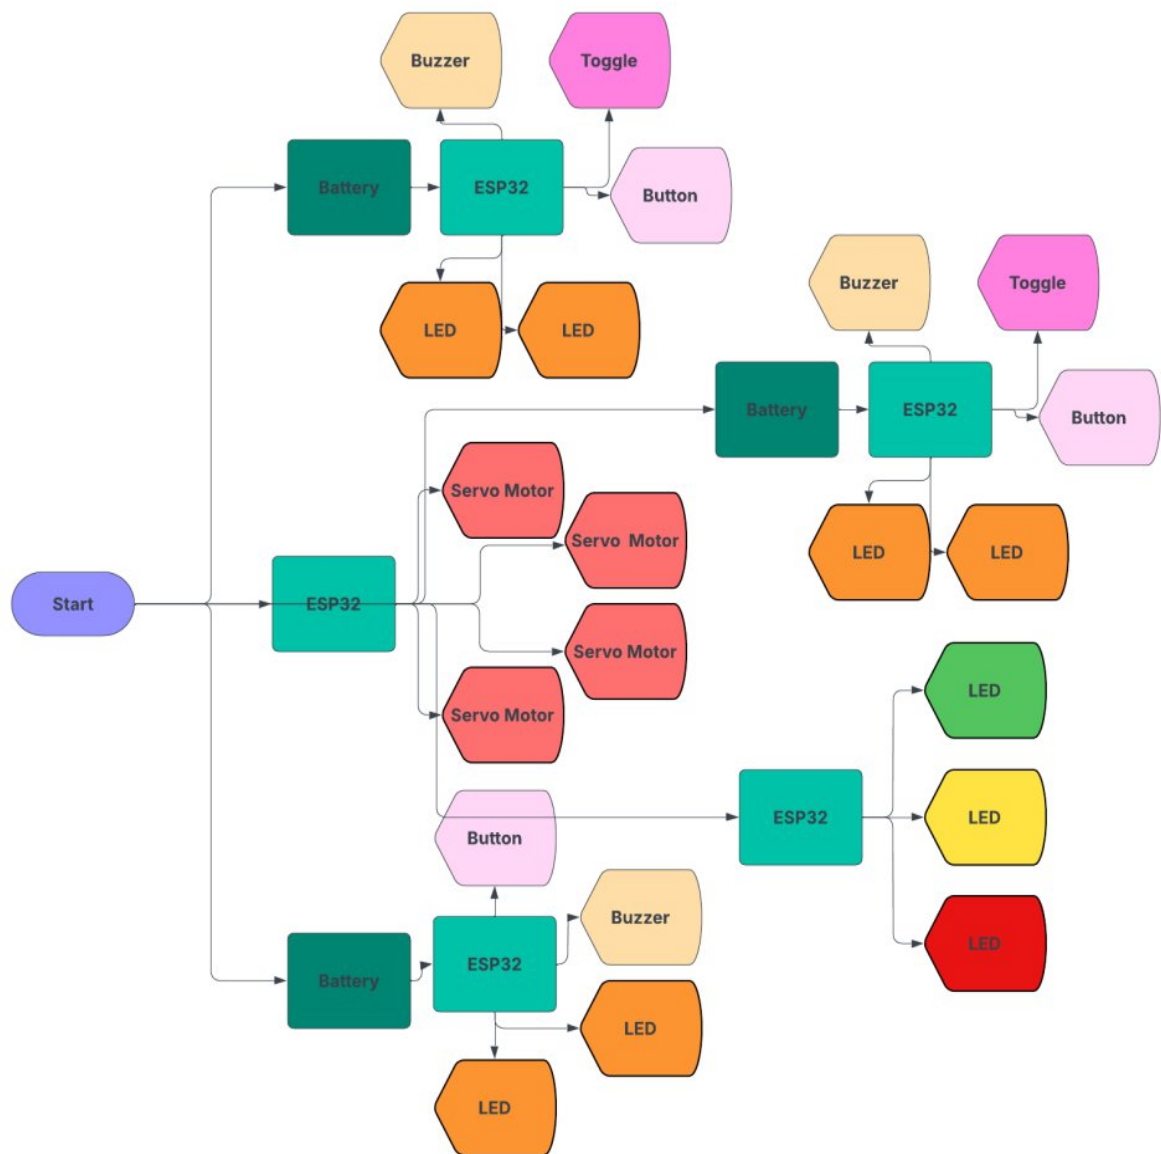 Buzzer
Toggle
Battery
ESP32
Button
LED
LED
Buzzer
Toggle
Battery
ESP32
Button
LED
LED
Servo Motor
Servo  Motor
Start
ESP32
Servo Motor
Servo Motor
LED
ESP32
LED
LED
Button
Buzzer
Battery
ESP32
LED
LED